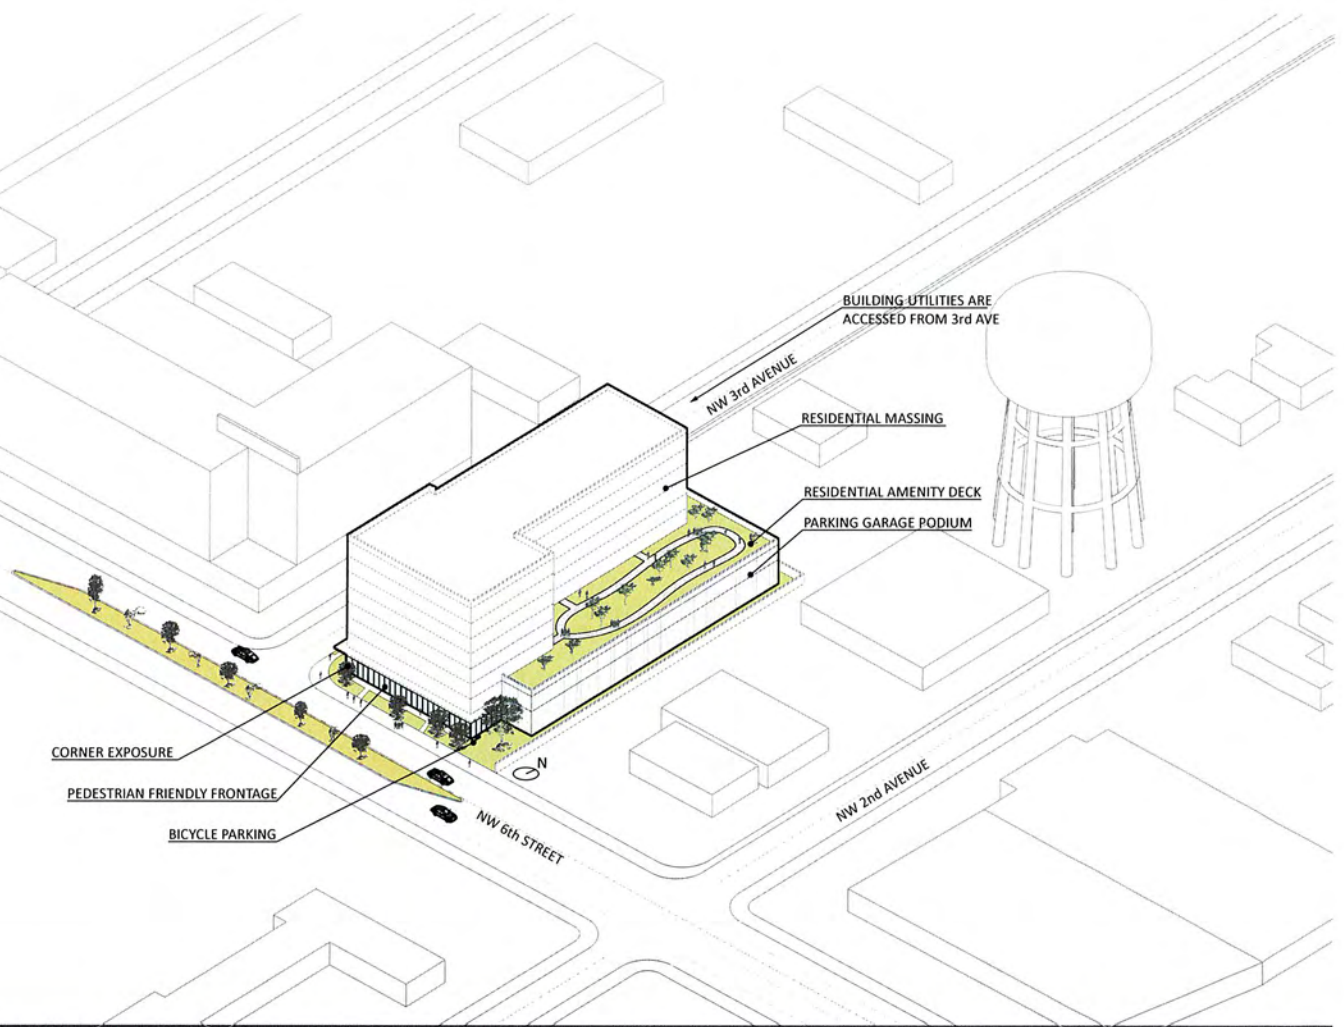 BUILDING UTILITIES ARE
ACCESSED FROM 3rd AVE
NW 3rd AVENUE
RESIDENTIAL MASSING
RESIDENTIAL AMENITY DECK
PARKING GARAGE PODIUM
CORNER EXPOSURE
PEDESTRIAN FRIENDLY FRONTAGE
BICYCLE PARKING
N
NW 6th STREET
NW 2nd AVENUE